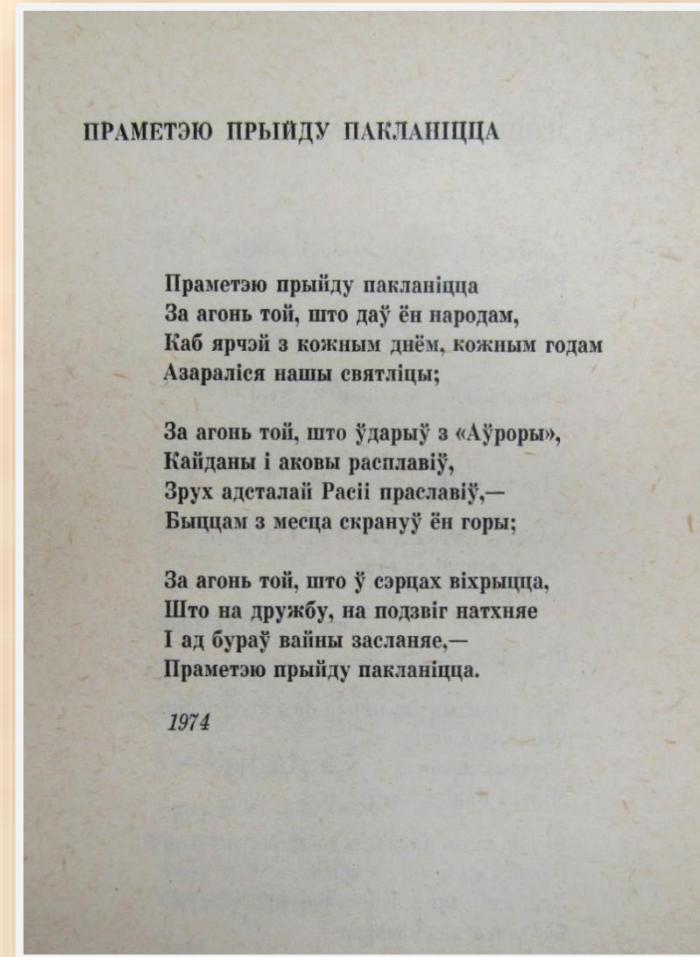 ПРАМЕТЭЮ ПРЫЙДУ ПАКЛАНІЦЦА
Праметэю прыйду пакланіцца
За агонь той, што даў ён народам,
Каб ярчэй з кожным днём, кожным годам
Азараліся нашы святліцы;
За агонь той, што ўдарыў з «Аўроры»,
Кайданы і аковы расплавіў,
Зрух адсталай Расіі праславіў,—
Быццам з месца скрануў ён горы;
За агонь той, што ў сэрцах віхрыцца,
Што на дружбу, на подзвіг натхняе
І ад бураў вайны засланяе,—
Праметэю прыйду пакланіцца.
1974